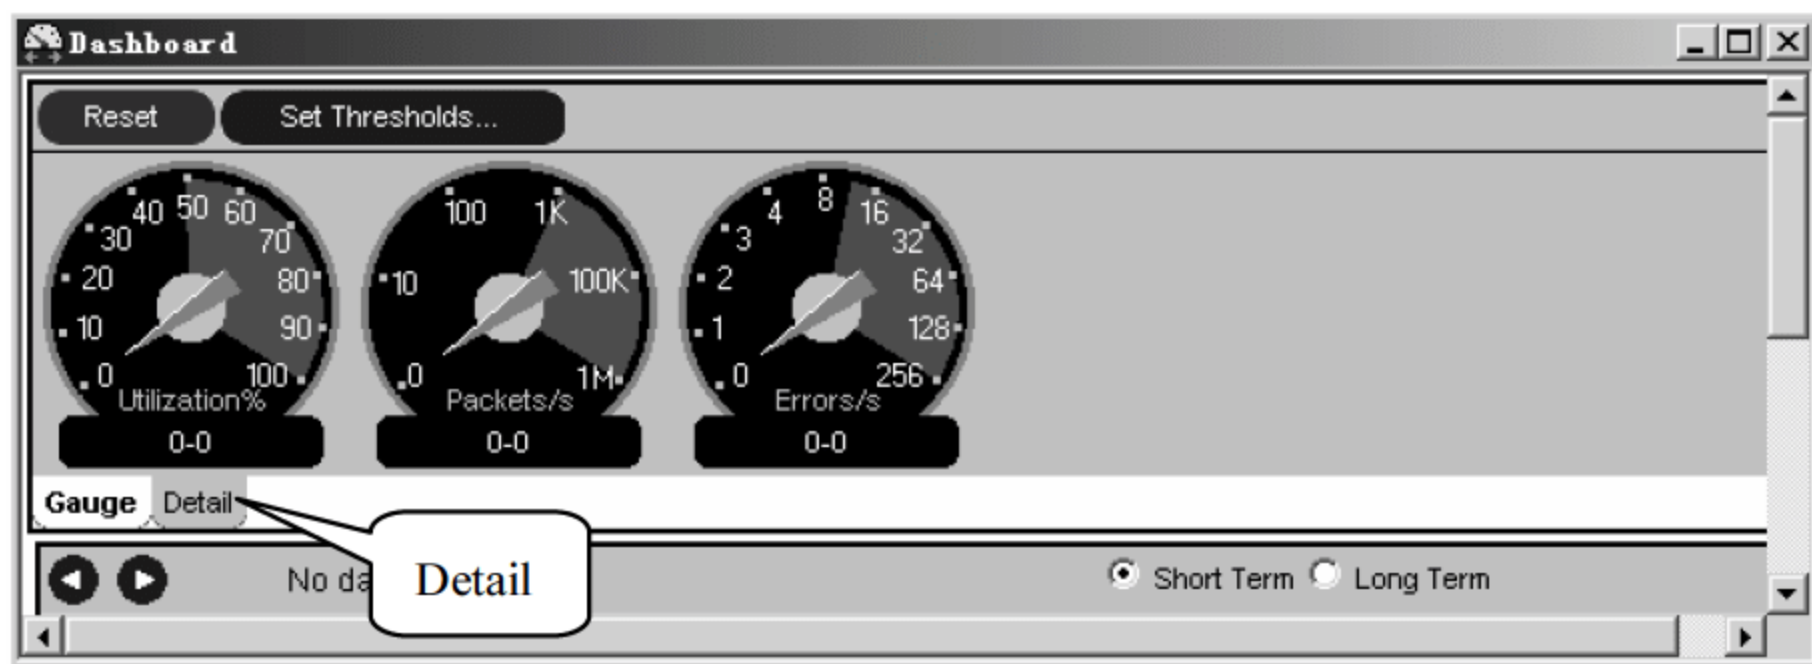 Dashboard
Reset Set Thresholds...
0 10 20 30 40 50 60 70 80 90 100
Utilization%
0-0
0 10 100 1K 100K 1M
Packets/s
0-0
0 1 2 3 4 8 16 32 64 128 256
Errors/s
0-0
Gauge Detail
Detail
No da
Short Term Long Term